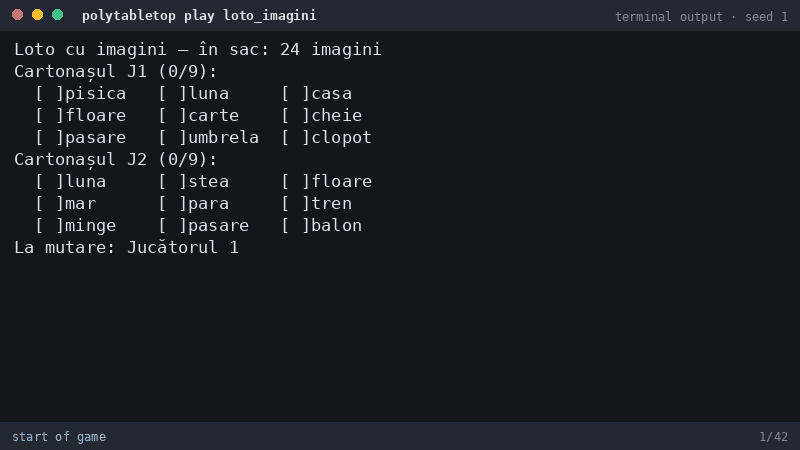 polytabletop play loto_imagini
terminal output · seed 1
Loto cu imagini — în sac: 24 imagini
Cartonașul J1 (0/9):
[ ]pisica [ ]luna [ ]casa
[ ]floare [ ]carte [ ]cheie
[ ]pasare [ ]umbrela [ ]clopot
Cartonașul J2 (0/9):
[ ]luna [ ]stea [ ]floare
[ ]mar [ ]para [ ]tren
[ ]minge [ ]pasare [ ]balon
La mutare: Jucătorul 1
start of game
1/42